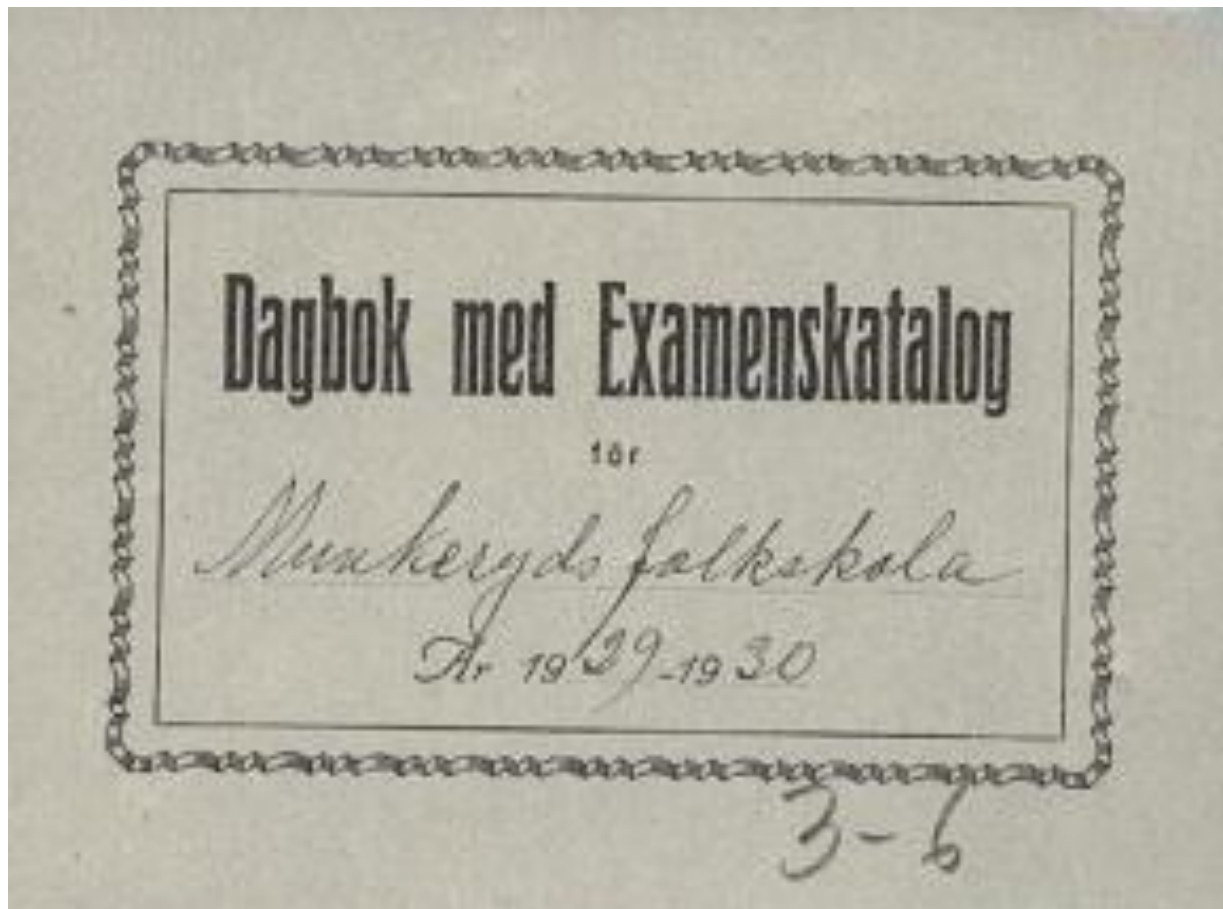 Dagbok med Examenskatalog
för
Munkeryds folkskola
År 1929-1930
3-6